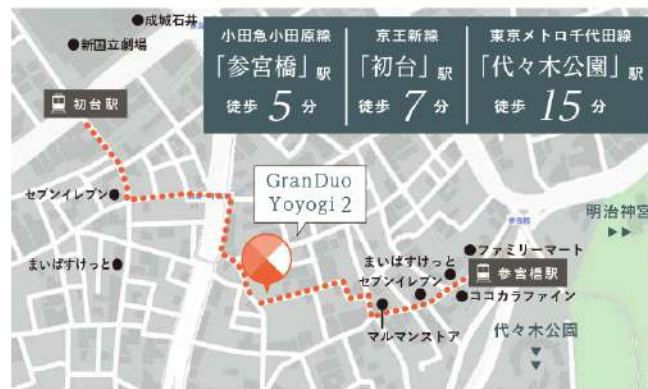 成城石井
新国立劇場
初台駅
小田急小田原線
「参宮橋」駅
徒歩 5 分
京王新線
「初台」駅
徒歩 7 分
東京メトロ千代田線
「代々木公園」駅
徒歩 15 分
GranDuo
Yoyogi 2
セブンイレブン
まいばすけっと
明治神宮
▶▶
ファミリーマート
まいばすけっと
セブンイレブン
参宮橋駅
ココカラファイン
マルマンストア
代々木公園